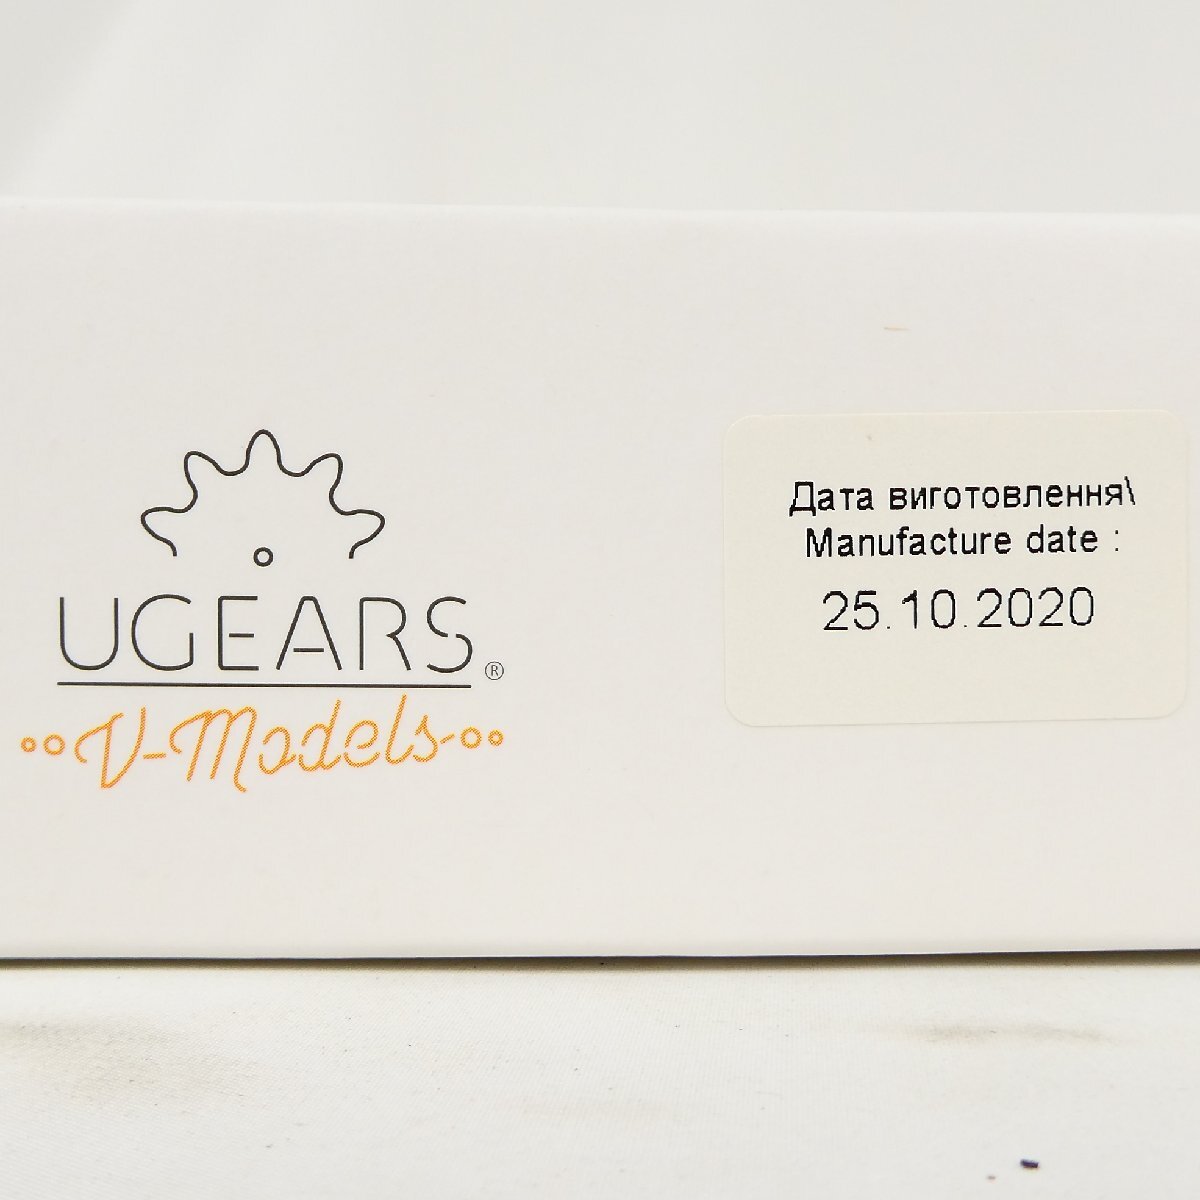 UGEARS®
V-Models
Дата виготовлення\
Manufacture date :
25.10.2020